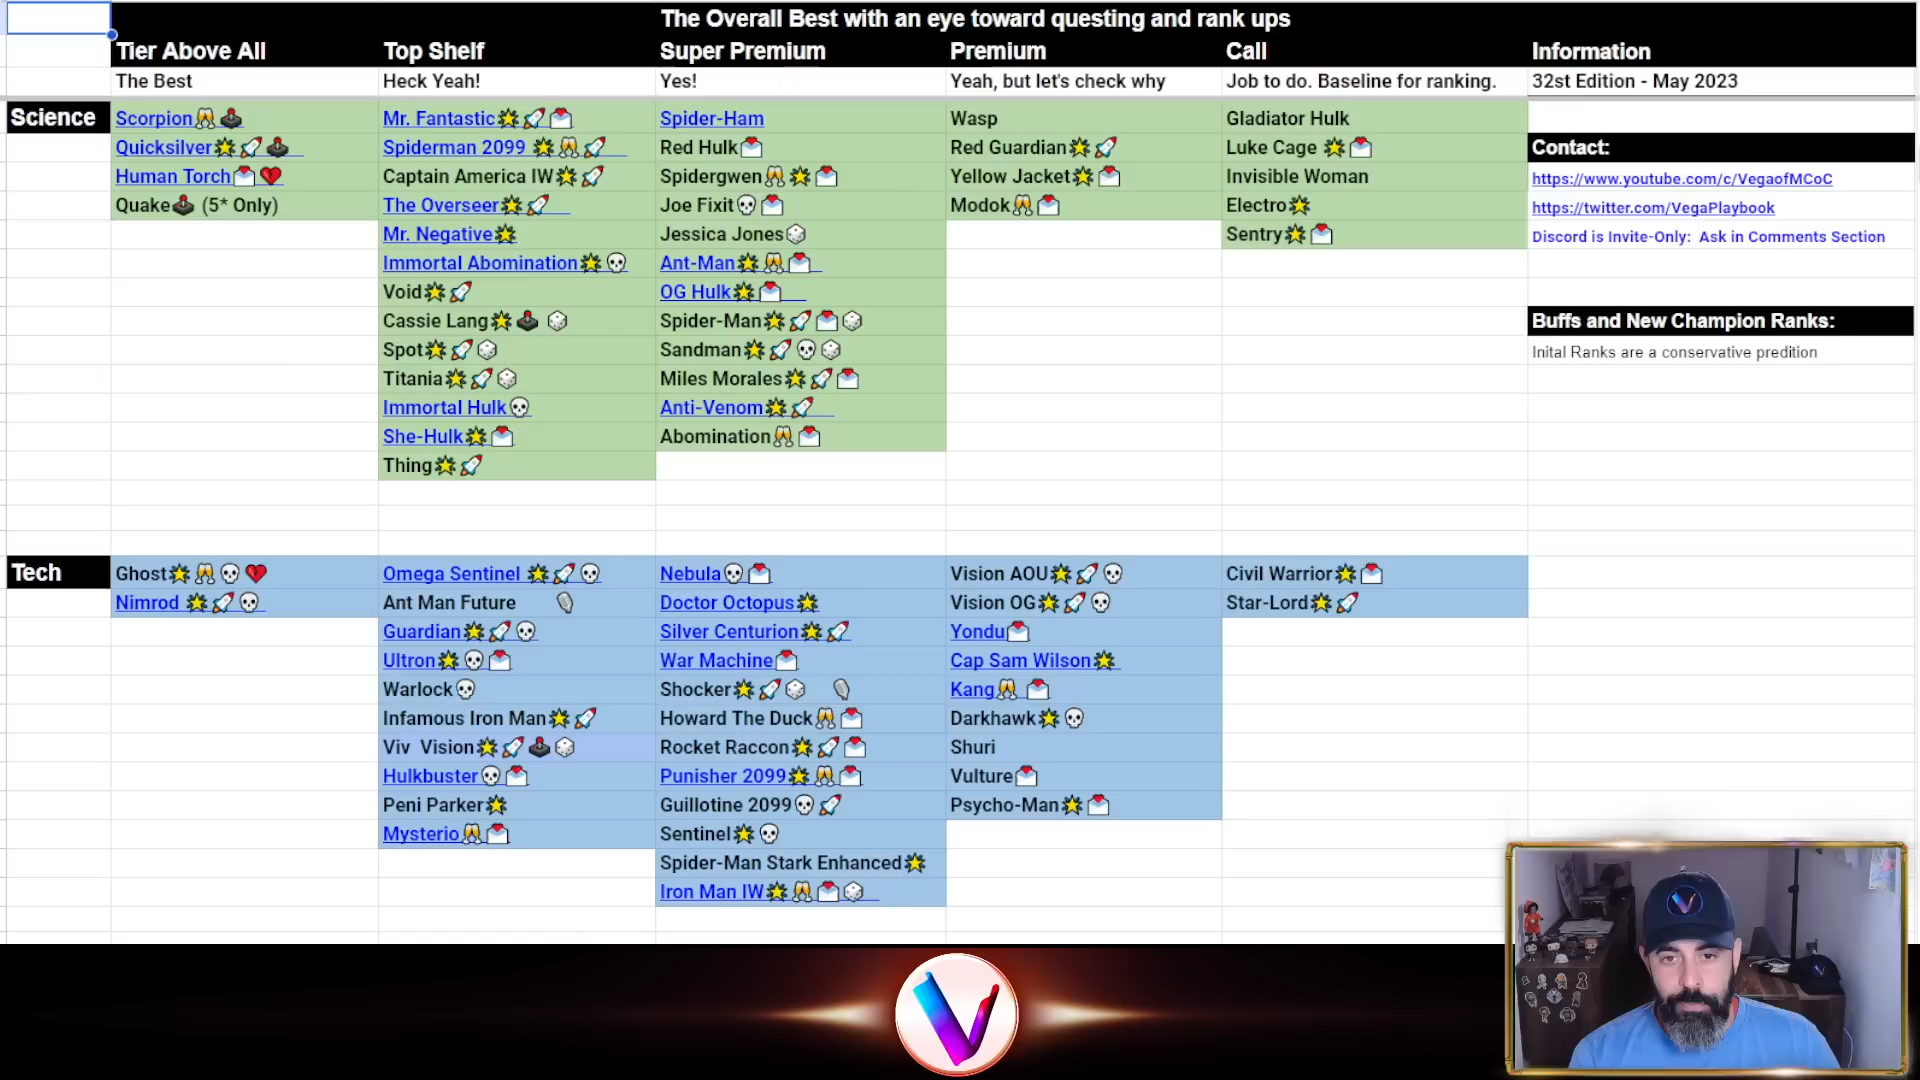 The Overall Best with an eye toward questing and rank ups
Tier Above All Top Shelf Super Premium Premium Call Information
The Best Heck Yeah! Yes! Yeah, but let's check why Job to do. Baseline for ranking. 32st Edition - May 2023
Science Scorpion🥂🕹️ Mr. Fantastic🌟🚀💌 Spider-Ham Wasp Gladiator Hulk
Quicksilver🌟🚀🕹️ Spiderman 2099 🌟🥂🚀 Red Hulk💌 Red Guardian🌟🚀 Luke Cage 🌟💌 Contact:
Human Torch💌💔 Captain America IW🌟🚀 Spidergwen🥂🌟💌 Yellow Jacket🌟💌 Invisible Woman https://www.youtube.com/c/VegaofMCoC
Quake🕹️ (5* Only) The Overseer🌟🚀 Joe Fixit💀💌 Modok🥂💌 Electro🌟 https://twitter.com/VegaPlaybook
Mr. Negative🌟 Jessica Jones🎲 Sentry🌟💌 Discord is Invite-Only: Ask in Comments Section
Immortal Abomination🌟💀 Ant-Man🌟🥂💌
Void🌟🚀 OG Hulk🌟💌
Cassie Lang🌟🕹️🎲 Spider-Man🌟🚀💌🎲 Buffs and New Champion Ranks:
Spot🌟🚀🎲 Sandman🌟🚀💀🎲 Inital Ranks are a conservative predition
Titania🌟🚀🎲 Miles Morales🌟🚀💌
Immortal Hulk💀 Anti-Venom🌟🚀
She-Hulk🌟💌 Abomination🥂💌
Thing🌟🚀
Tech Ghost🌟🥂💀💔 Omega Sentinel 🌟🚀💀 Nebula💀💌 Vision AOU🌟🚀💀 Civil Warrior🌟💌
Nimrod 🌟🚀💀 Ant Man Future Doctor Octopus🌟 Vision OG🌟🚀💀 Star-Lord🌟🚀
Guardian🌟🚀💀 Silver Centurion🌟🚀 Yondu💌
Ultron🌟💀💌 War Machine💌 Cap Sam Wilson🌟
Warlock💀 Shocker🌟🚀🎲 Kang🥂💌
Infamous Iron Man🌟🚀 Howard The Duck🥂💌 Darkhawk🌟💀
Viv Vision🌟🚀🕹️🎲 Rocket Raccon🌟🚀💌 Shuri
Hulkbuster💀💌 Punisher 2099🌟🥂💌 Vulture💌
Peni Parker🌟 Guillotine 2099💀🚀 Psycho-Man🌟💌
Mysterio🥂💌 Sentinel🌟💀
Spider-Man Stark Enhanced🌟
Iron Man IW🌟🥂💌🎲
V